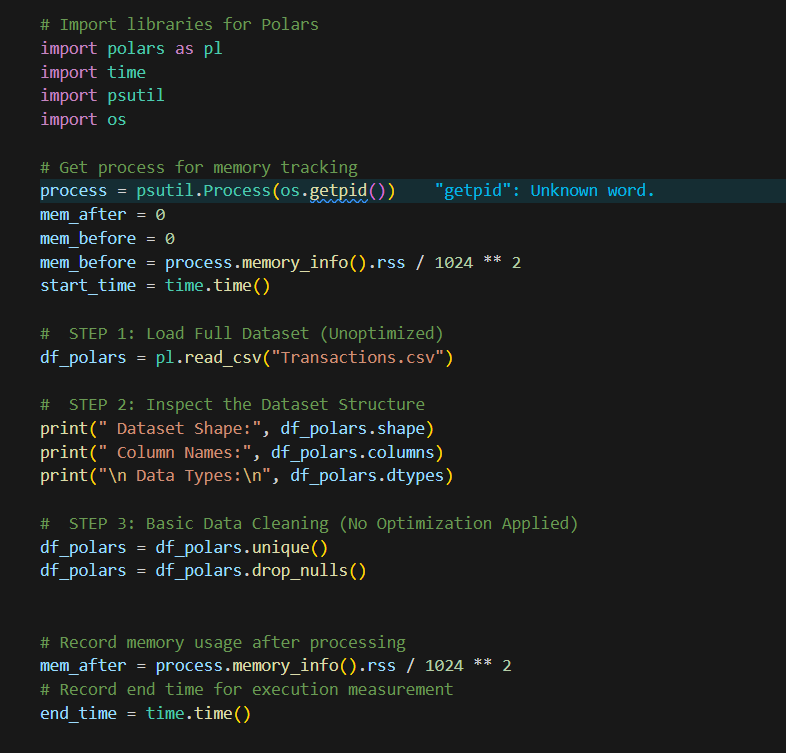 # Import libraries for Polars
import polars as pl
import time
import psutil
import os
# Get process for memory tracking
process = psutil.Process(os.getpid())    "getpid": Unknown word.
mem_after = 0
mem_before = 0
mem_before = process.memory_info().rss / 1024 ** 2
start_time = time.time()
#  STEP 1: Load Full Dataset (Unoptimized)
df_polars = pl.read_csv("Transactions.csv")
#  STEP 2: Inspect the Dataset Structure
print(" Dataset Shape:", df_polars.shape)
print(" Column Names:", df_polars.columns)
print("\n Data Types:\n", df_polars.dtypes)
#  STEP 3: Basic Data Cleaning (No Optimization Applied)
df_polars = df_polars.unique()
df_polars = df_polars.drop_nulls()
# Record memory usage after processing
mem_after = process.memory_info().rss / 1024 ** 2
# Record end time for execution measurement
end_time = time.time()